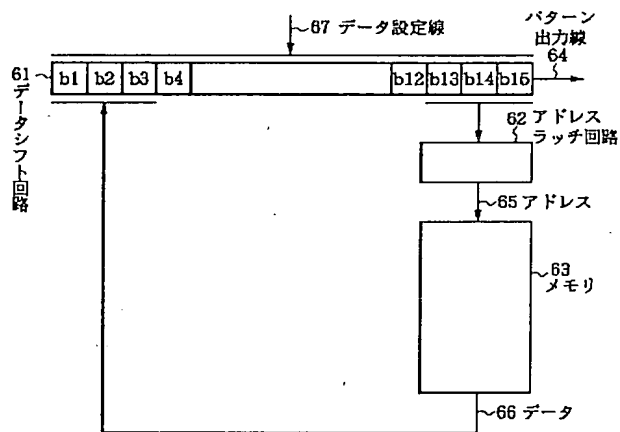 67 データ設定線
パターン
出力線
64
61
データシフト回路
b1 b2 b3 b4 b12 b13 b14 b15
62 アドレス
ラッチ回路
65 アドレス
63
メモリ
66 データ